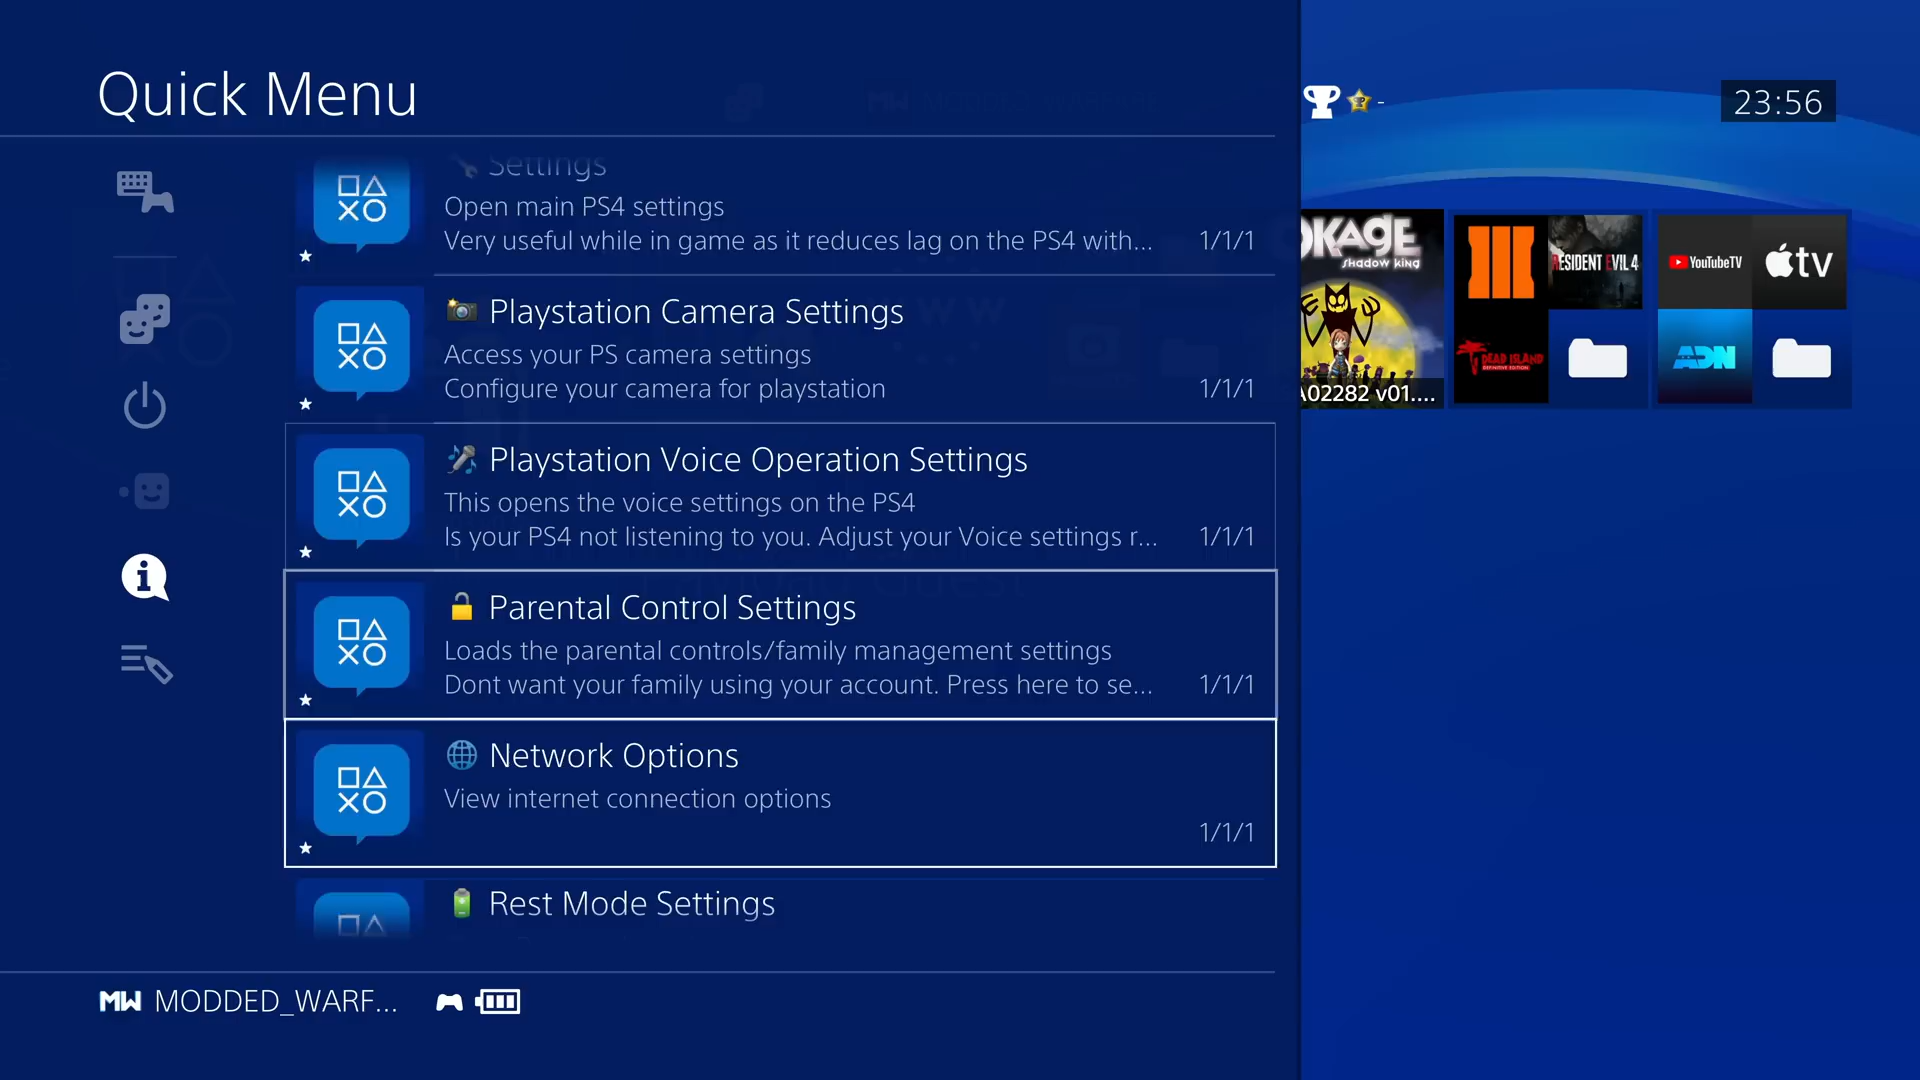 Quick Menu
23:56
Settings
Open main PS4 settings
Very useful while in game as it reduces lag on the PS4 with...
1/1/1
Playstation Camera Settings
Access your PS camera settings
Configure your camera for playstation
1/1/1
Playstation Voice Operation Settings
This opens the voice settings on the PS4
Is your PS4 not listening to you. Adjust your Voice settings r...
1/1/1
Parental Control Settings
Loads the parental controls/family management settings
Dont want your family using your account. Press here to se...
1/1/1
Network Options
View internet connection options
1/1/1
Rest Mode Settings
MW MODDED_WARF...
OKAGE
shadow king
A02282 v01....
III
RESIDENT EVIL 4
DEAD ISLAND
DEFINITIVE EDITION
YouTubeTV
tv
ADN